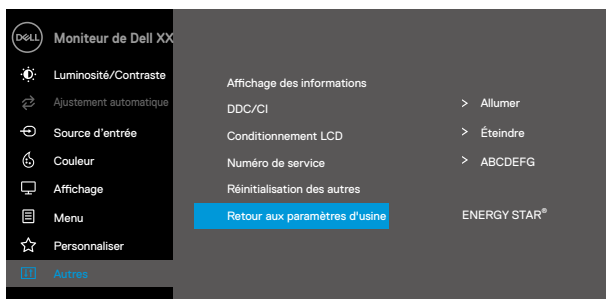 DELL
Moniteur de Dell XX
Luminosité/Contraste
Ajustement automatique
Source d'entrée
Couleur
Affichage
Menu
Personnaliser
Autres
Affichage des informations
DDC/CI > Allumer
Conditionnement LCD > Éteindre
Numéro de service > ABCDEFG
Réinitialisation des autres
Retour aux paramètres d'usine ENERGY STAR®